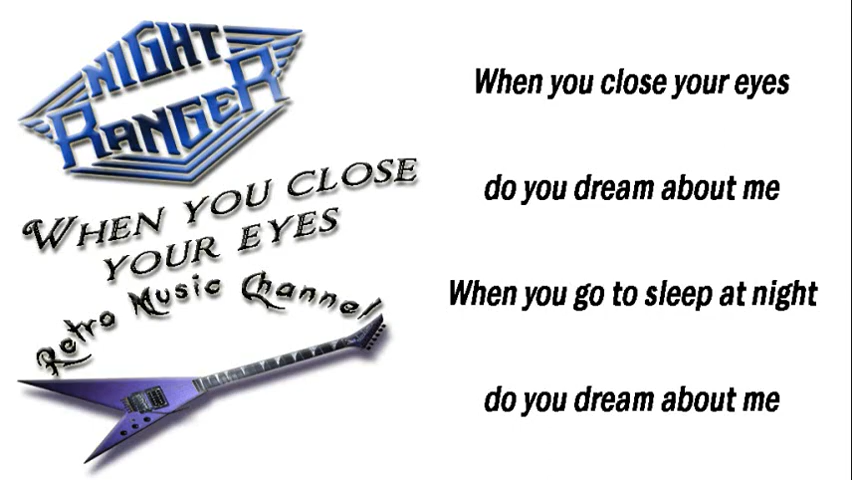 NIGHT
RANGER
WHEN YOU CLOSE
YOUR EYES
Retro Music Channel
When you close your eyes
do you dream about me
When you go to sleep at night
do you dream about me